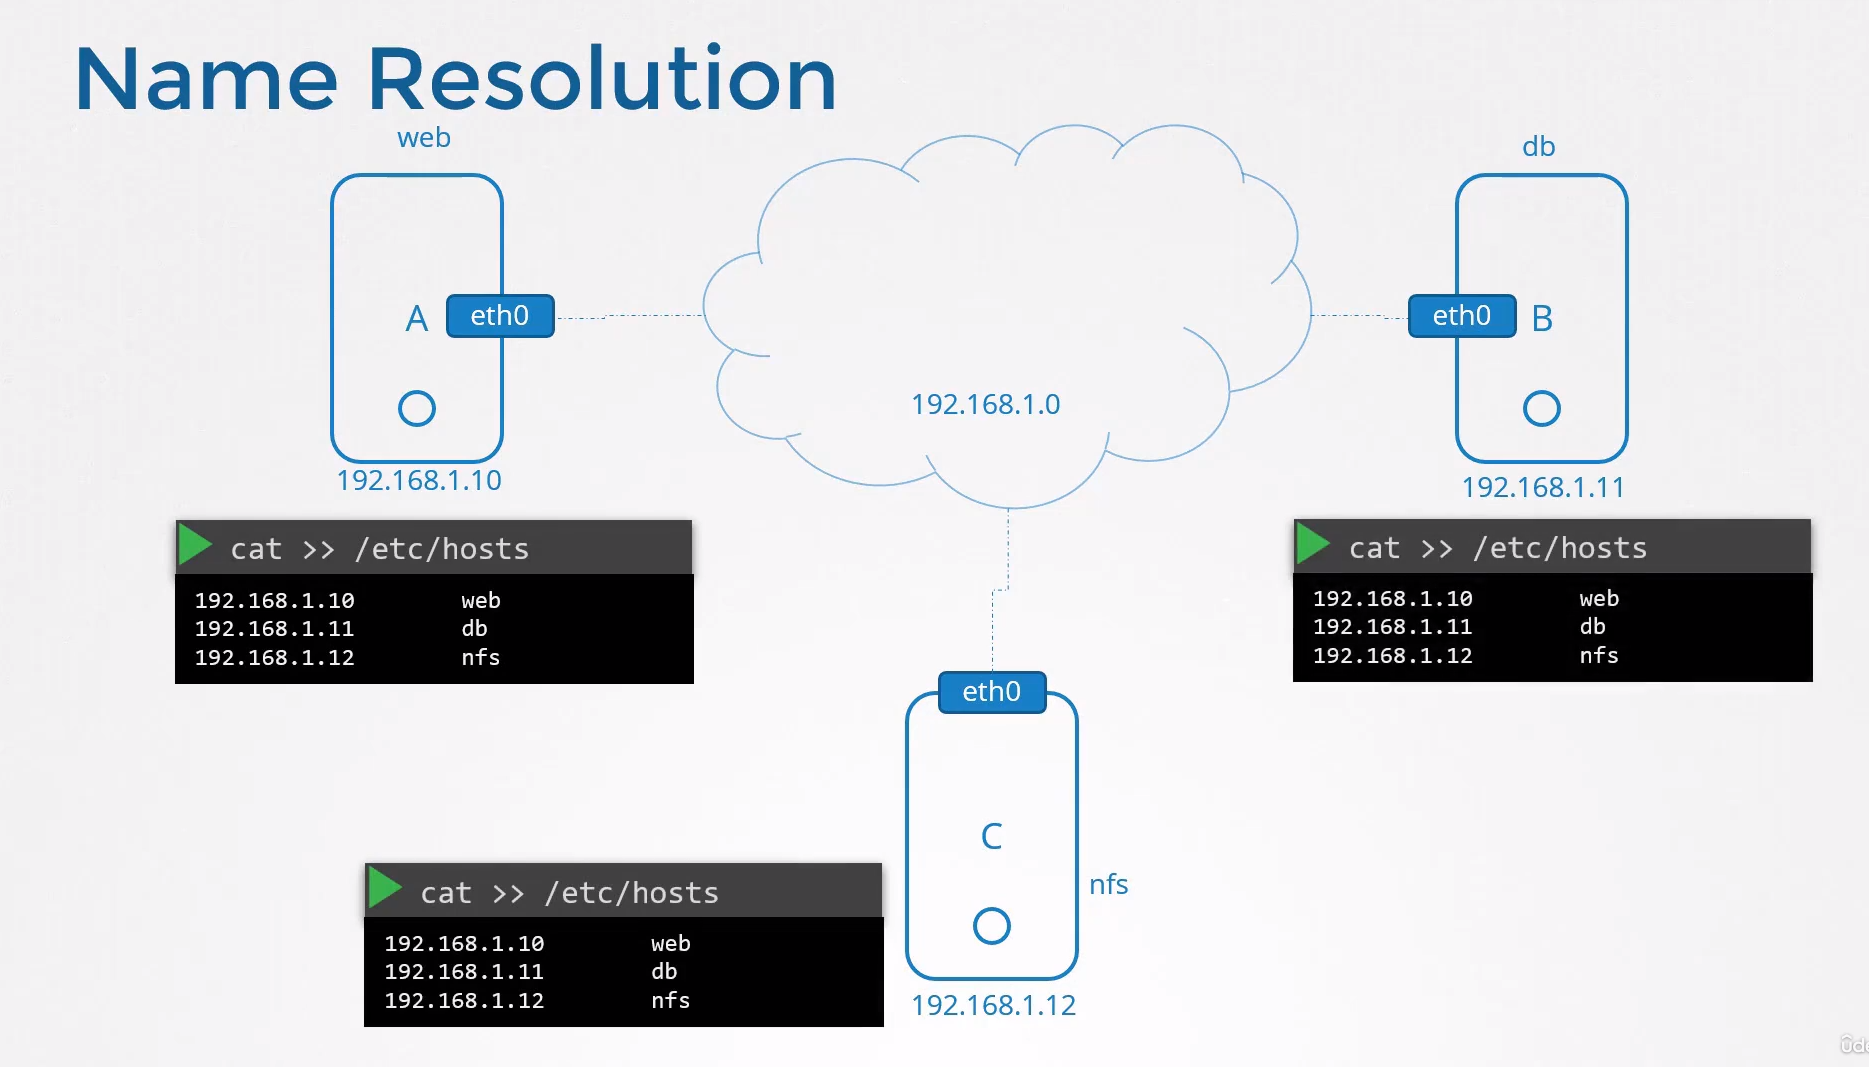 Name Resolution
web
db
A
eth0
eth0
B
192.168.1.0
192.168.1.10
192.168.1.11
cat >> /etc/hosts
192.168.1.10 web
192.168.1.11 db
192.168.1.12 nfs
cat >> /etc/hosts
192.168.1.10 web
192.168.1.11 db
192.168.1.12 nfs
eth0
C
nfs
cat >> /etc/hosts
192.168.1.10 web
192.168.1.11 db
192.168.1.12 nfs
192.168.1.12